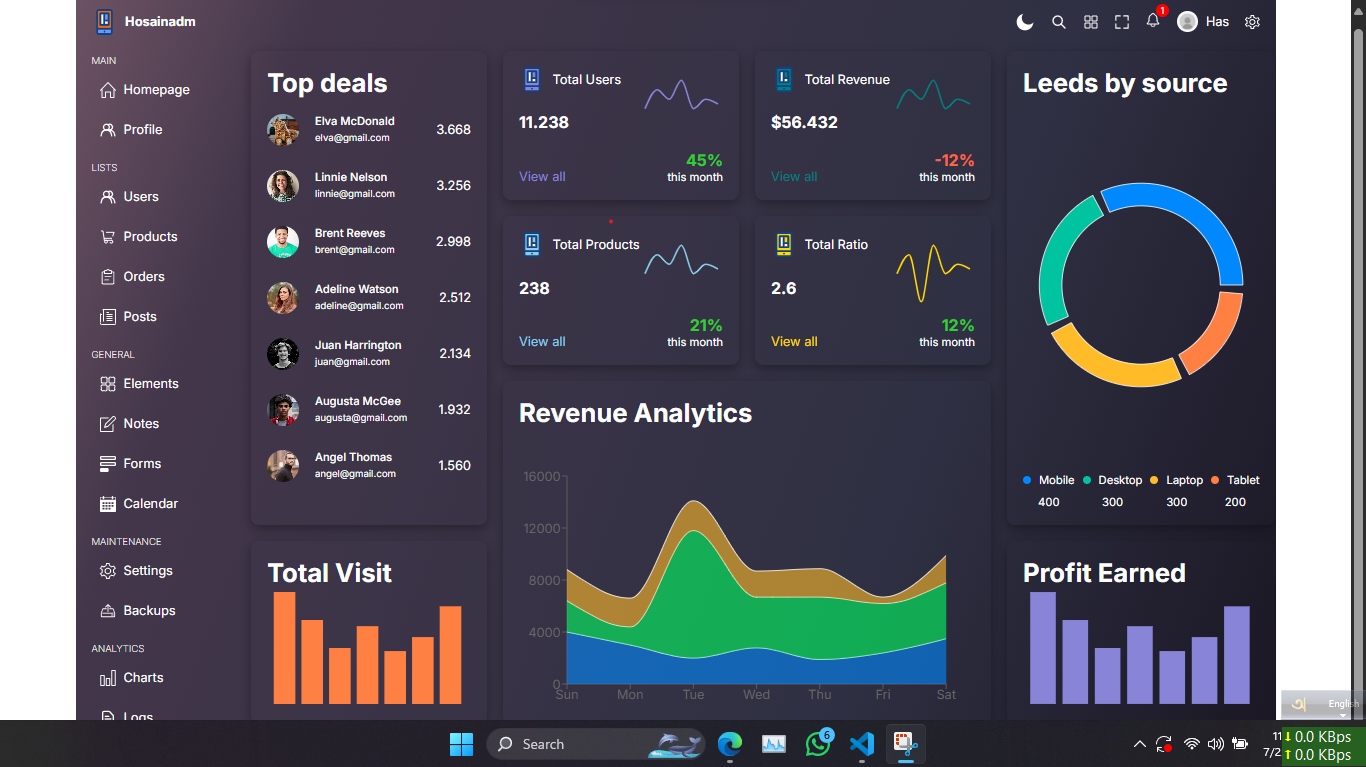 Hosainadm
1
Has
MAIN
Homepage
Profile
LISTS
Users
Products
Orders
Posts
GENERAL
Elements
Notes
Forms
Calendar
MAINTENANCE
Settings
Backups
ANALYTICS
Charts
Logs
Top deals
Elva McDonald
elva@gmail.com
3.668
Linnie Nelson
linnie@gmail.com
3.256
Brent Reeves
brent@gmail.com
2.998
Adeline Watson
adeline@gmail.com
2.512
Juan Harrington
juan@gmail.com
2.134
Augusta McGee
augusta@gmail.com
1.932
Angel Thomas
angel@gmail.com
1.560
Total Visit
Total Users
11.238
View all
45%
this month
Total Revenue
$56.432
View all
-12%
this month
Total Products
238
View all
21%
this month
Total Ratio
2.6
View all
12%
this month
Revenue Analytics
16000
12000
8000
4000
0
Sun Mon Tue Wed Thu Fri Sat
Leeds by source
Mobile Desktop Laptop Tablet
400 300 300 200
Profit Earned
English
Search
6
11
7/2
0.0 KBps
0.0 KBps